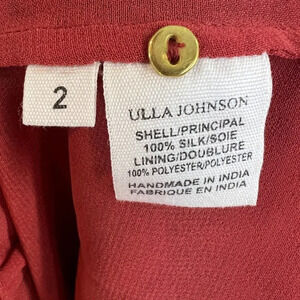 2
ULLA JOHNSON
SHELL/PRINCIPAL
100% SILK/SOIE
LINING/DOUBLURE
100% POLYESTER/POLYESTER
HANDMADE IN INDIA
FABRIQUE EN INDIA